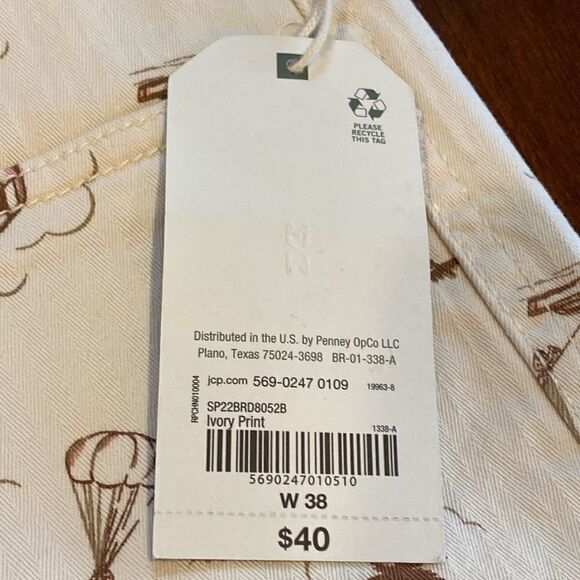 PLEASE
RECYCLE
THIS TAG
Distributed in the U.S. by Penney OpCo LLC
Plano, Texas 75024-3698 BR-01-338-A
RPCHN010004
jcp.com 569-0247 0109 19963-8
SP22BRD8052B
Ivory Print 1338-A
5690247010510
W 38
$40